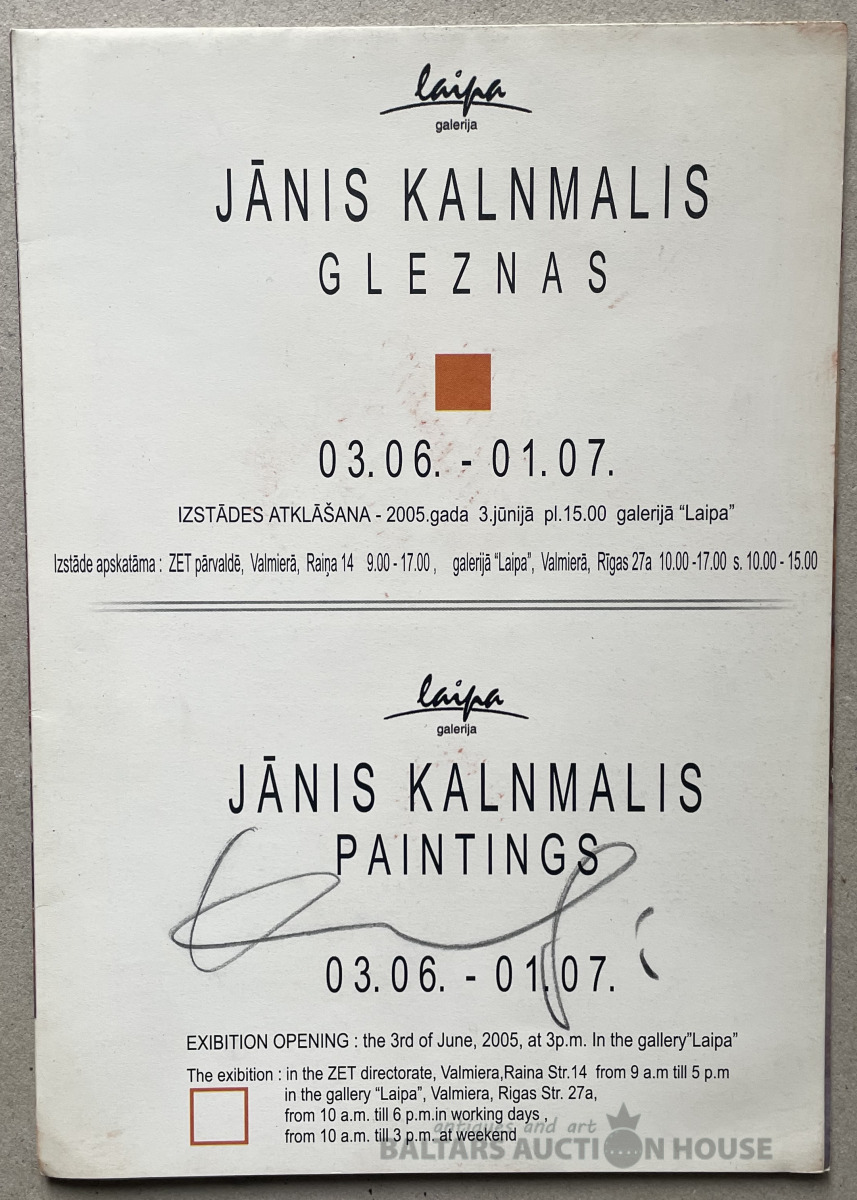 laipa
galerija
JĀNIS KALNMALIS
GLEZNAS
03.06. - 01.07.
IZSTĀDES ATKLĀŠANA - 2005.gada 3.jūnijā pl.15.00 galerijā “Laipa”
Izstāde apskatāma : ZET pārvaldē, Valmierā, Raiņa 14 9.00 - 17.00 , galerijā “Laipa”, Valmierā, Rīgas 27a 10.00 -17.00 s. 10.00 - 15.00
laipa
galerija
JĀNIS KALNMALIS
PAINTINGS
03.06. - 01.07.
EXIBITION OPENING : the 3rd of June, 2005, at 3p.m. In the gallery”Laipa”
The exibition : in the ZET directorate, Valmiera,Raina Str.14 from 9 a.m till 5 p.m
in the gallery “Laipa”, Valmiera, Rigas Str. 27a,
from 10 a.m. till 6 p.m.in working days ,
from 10 a.m. till 3 p.m. at weekend
antiques and art
BALTARS AUCTION HOUSE